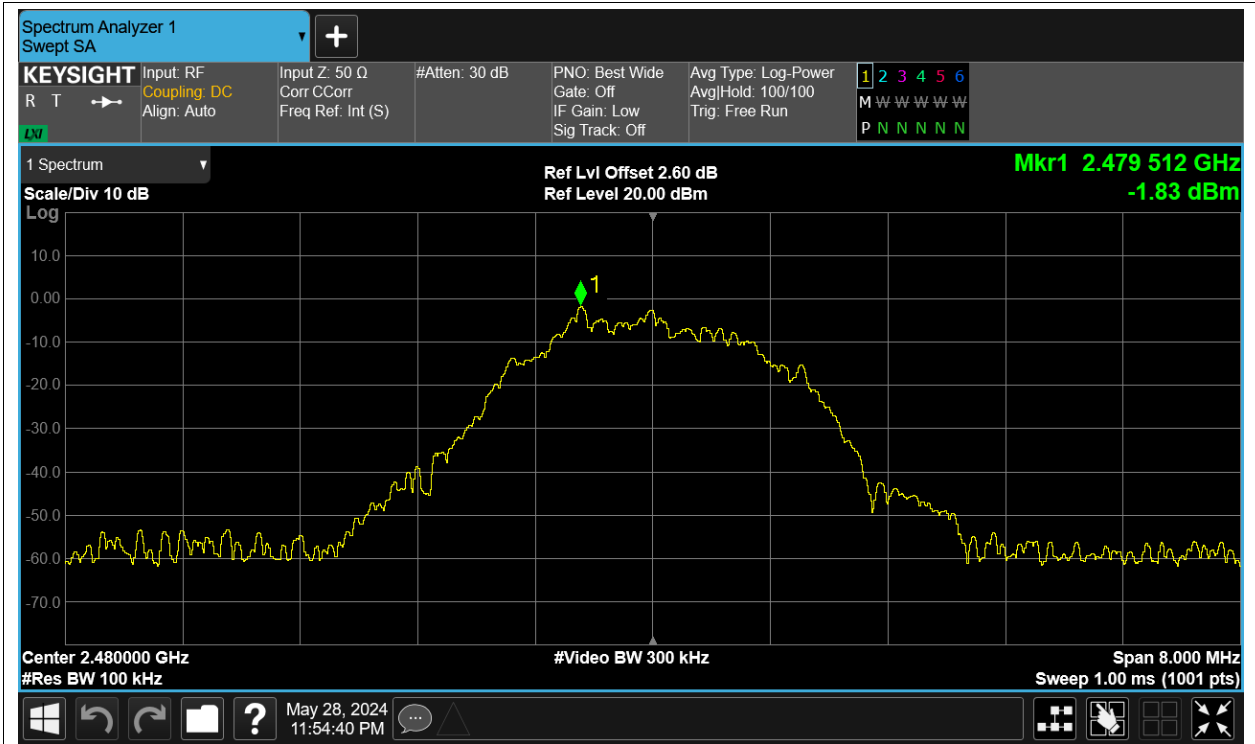 Spectrum Analyzer 1
Swept SA
KEYSIGHT
R T
LXI
Input: RF
Coupling: DC
Align: Auto
Input Z: 50 Ω
Corr CCorr
Freq Ref: Int (S)
#Atten: 30 dB
PNO: Best Wide
Gate: Off
IF Gain: Low
Sig Track: Off
Avg Type: Log-Power
Avg|Hold: 100/100
Trig: Free Run
1 2 3 4 5 6
M W W W W W
P N N N N N
1 Spectrum
Scale/Div 10 dB
Log
Ref Lvl Offset 2.60 dB
Ref Level 20.00 dBm
Mkr1 2.479 512 GHz
-1.83 dBm
1
10.0
0.00
-10.0
-20.0
-30.0
-40.0
-50.0
-60.0
-70.0
Center 2.480000 GHz
#Res BW 100 kHz
#Video BW 300 kHz
Span 8.000 MHz
Sweep 1.00 ms (1001 pts)
?
May 28, 2024
11:54:40 PM